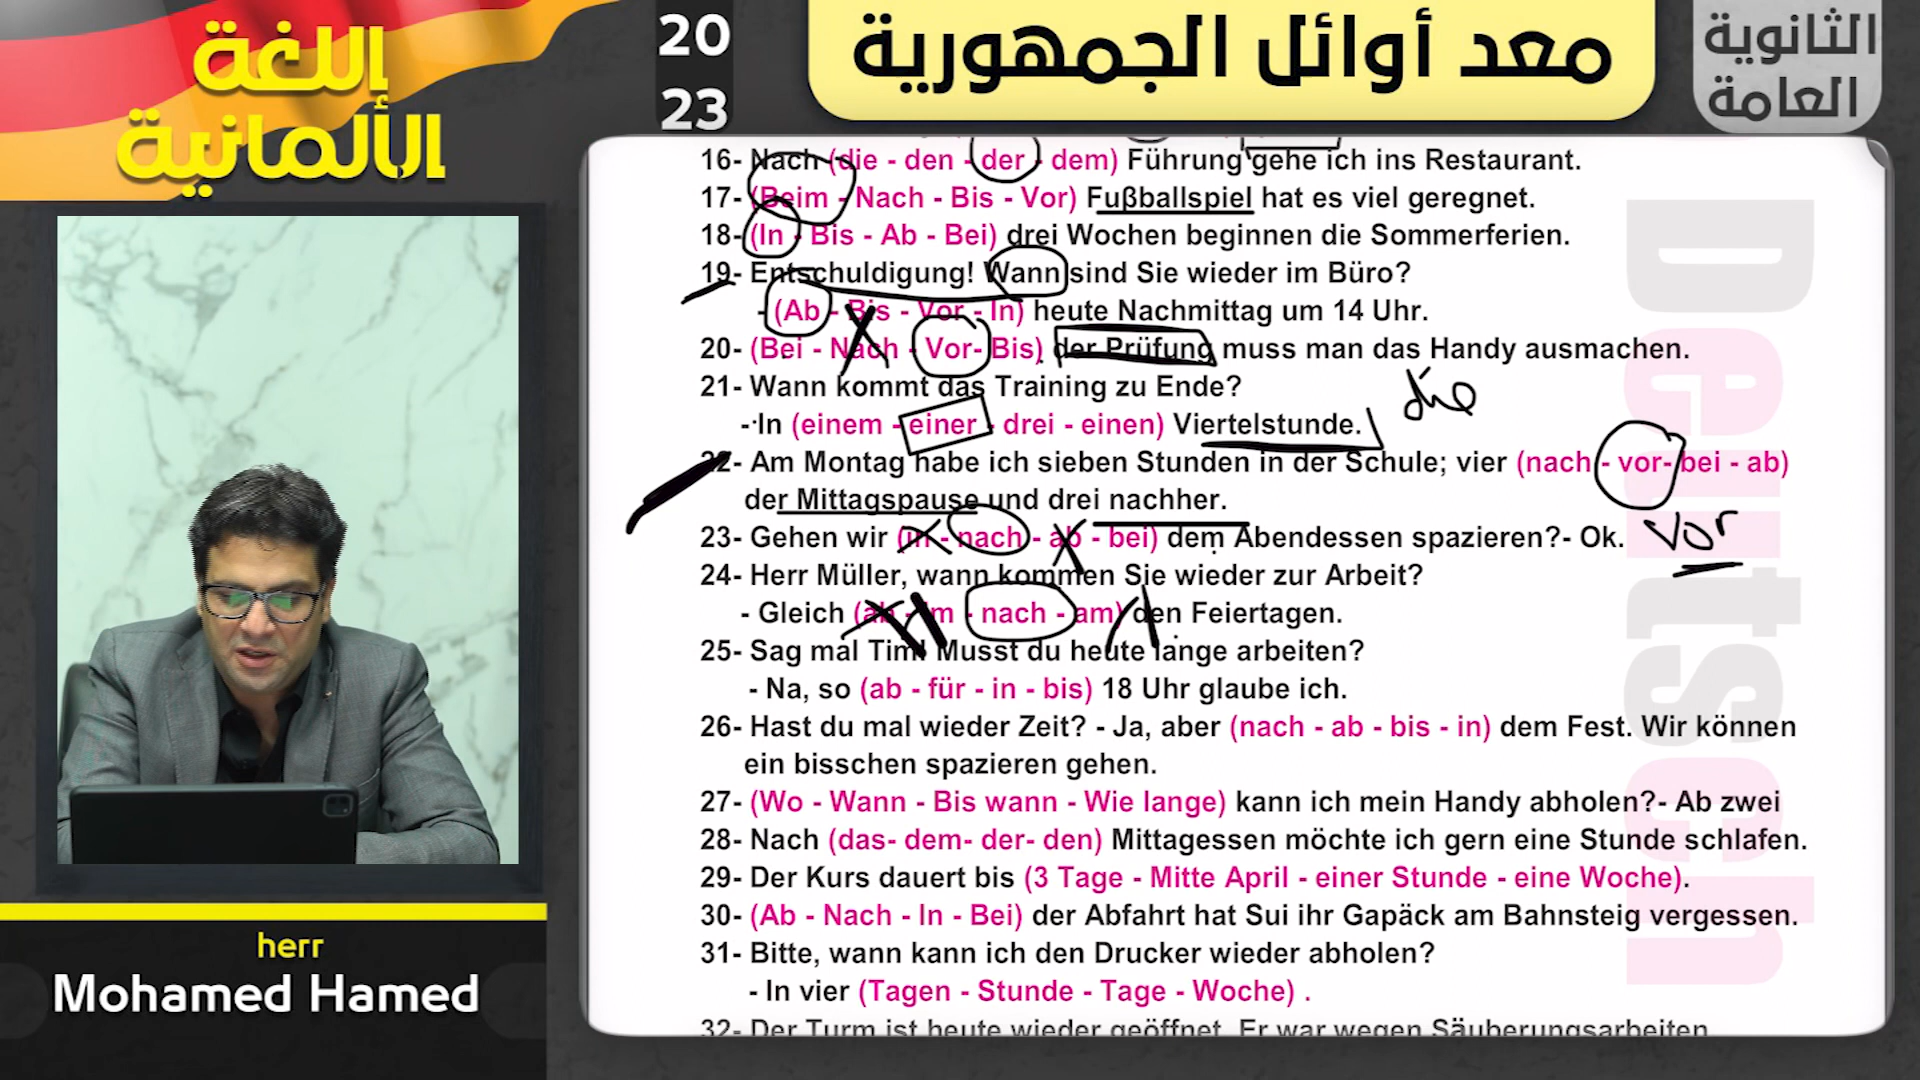 اللغة
الألمانية
20
23
معد أوائل الجمهورية
الثانوية
العامة
16- Nach (die - den - der - dem) Führung gehe ich ins Restaurant.
17- (Beim - Nach - Bis - Vor) Fußballspiel hat es viel geregnet.
18- (In - Bis - Ab - Bei) drei Wochen beginnen die Sommerferien.
19- Entschuldigung! Wann sind Sie wieder im Büro?
- (Ab - Bis - Vor - In) heute Nachmittag um 14 Uhr.
20- (Bei - Nach - Vor- Bis) der Prüfung muss man das Handy ausmachen.
21- Wann kommt das Training zu Ende?
die
- In (einem - einer - drei - einen) Viertelstunde.
22- Am Montag habe ich sieben Stunden in der Schule; vier (nach - vor- bei - ab)
der Mittagspause und drei nachher.
23- Gehen wir (in - nach - ab - bei) dem Abendessen spazieren?- Ok.
vor
24- Herr Müller, wann kommen Sie wieder zur Arbeit?
- Gleich (ab - im - nach - am) den Feiertagen.
25- Sag mal Tim! Musst du heute lange arbeiten?
- Na, so (ab - für - in - bis) 18 Uhr glaube ich.
26- Hast du mal wieder Zeit? - Ja, aber (nach - ab - bis - in) dem Fest. Wir können
ein bisschen spazieren gehen.
27- (Wo - Wann - Bis wann - Wie lange) kann ich mein Handy abholen?- Ab zwei
28- Nach (das- dem- der- den) Mittagessen möchte ich gern eine Stunde schlafen.
29- Der Kurs dauert bis (3 Tage - Mitte April - einer Stunde - eine Woche).
30- (Ab - Nach - In - Bei) der Abfahrt hat Sui ihr Gapäck am Bahnsteig vergessen.
31- Bitte, wann kann ich den Drucker wieder abholen?
- In vier (Tagen - Stunde - Tage - Woche) .
32- Der Turm ist heute wieder geöffnet. Er war wegen Säuberungsarbeiten
Deutsch
herr
Mohamed Hamed